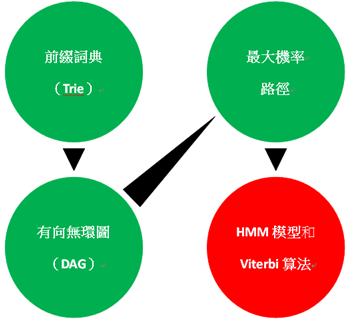 前綴詞典
（Trie）
有向無環圖
（DAG）
最大機率
路徑
HMM 模型和
Viterbi 算法